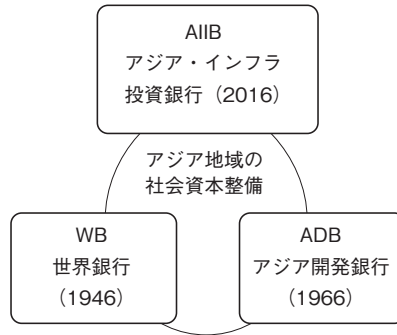 AIIB
アジア・インフラ
投資銀行（2016）
アジア地域の
社会資本整備
WB
世界銀行
（1946）
ADB
アジア開発銀行
（1966）